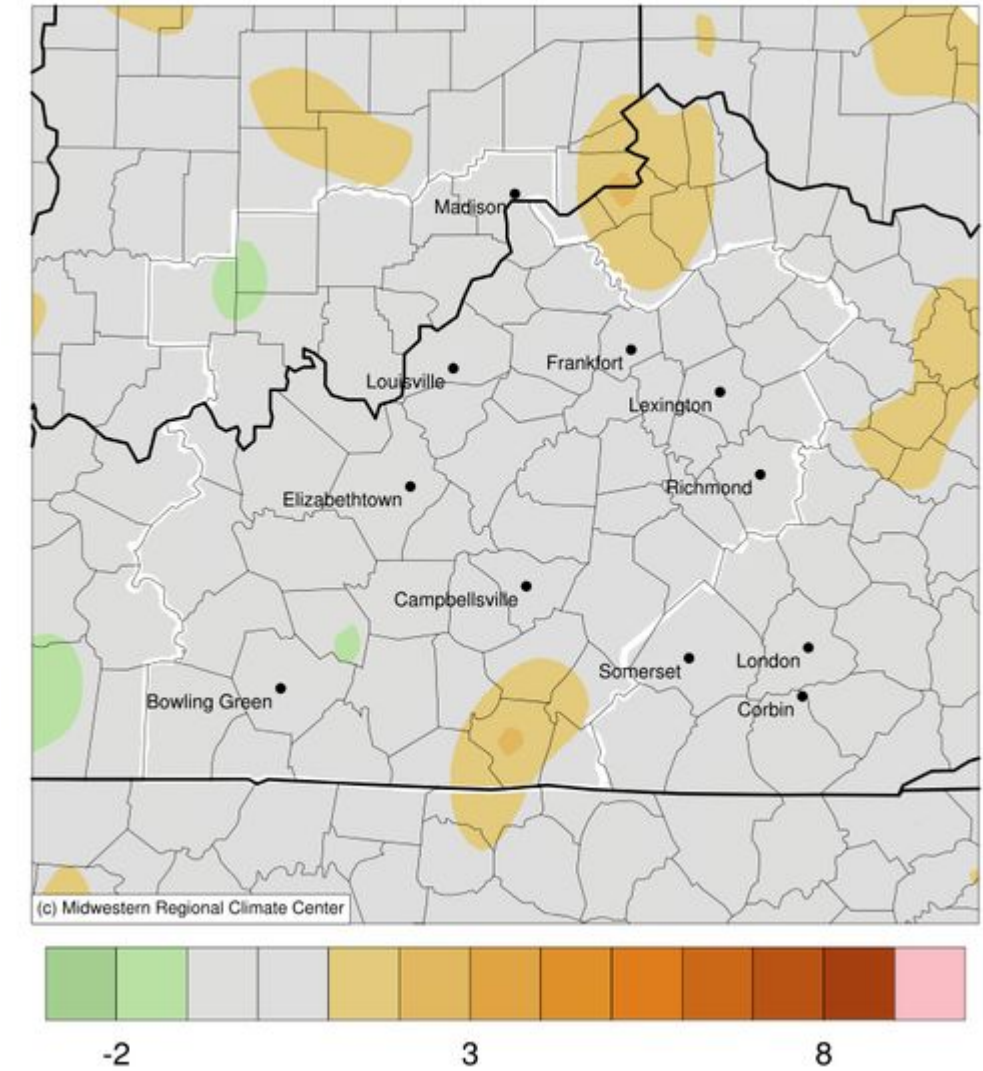 Madison
Frankfort
Louisville
Lexington
Richmond
Elizabethtown
Campbellsville
Somerset
London
Bowling Green
Corbin
(c) Midwestern Regional Climate Center
-2 3 8